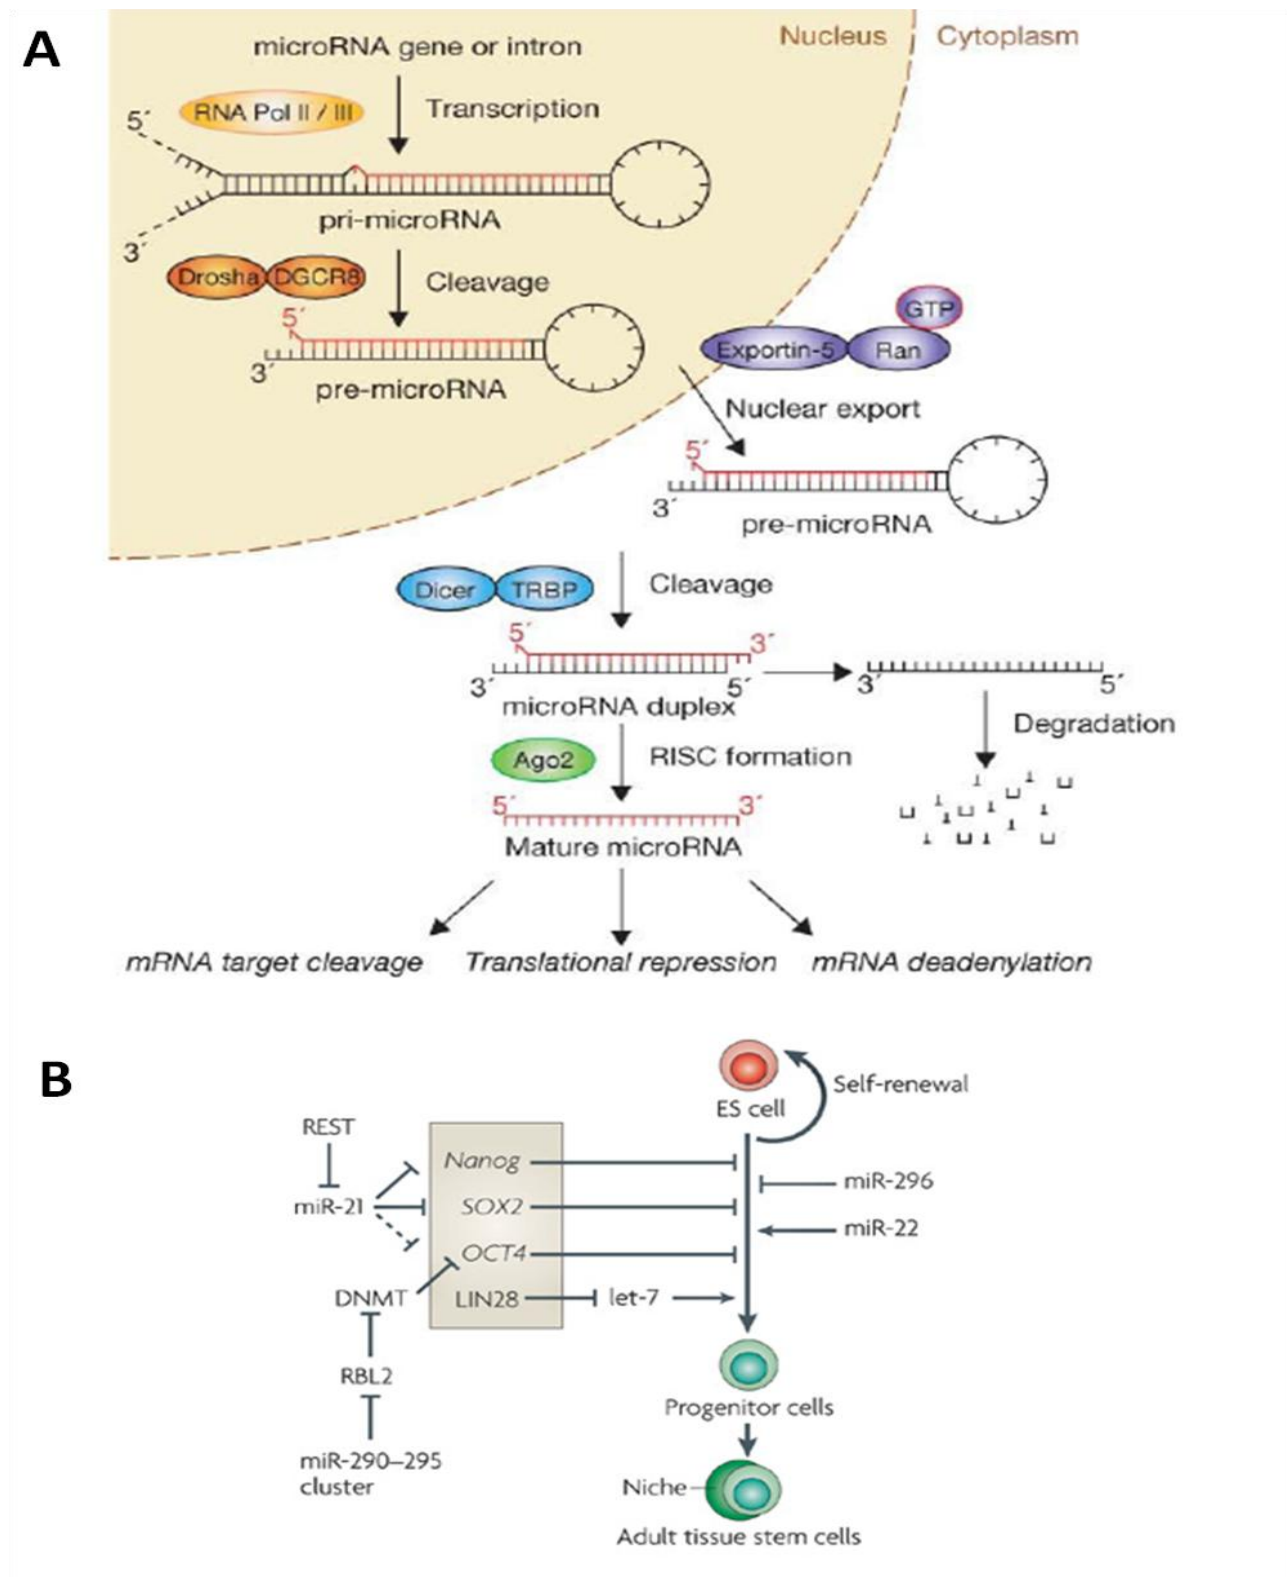 A
Nucleus
Cytoplasm
microRNA gene or intron
RNA Pol II / III
Transcription
5´
3´
pri-microRNA
Drosha
DGCR8
Cleavage
5´
3´
pre-microRNA
GTP
Exportin-5
Ran
Nuclear export
5´
3´
pre-microRNA
Dicer
TRBP
Cleavage
5´
3´
3´
5´
microRNA duplex
3´
5´
Degradation
Ago2
RISC formation
5´
3´
Mature microRNA
mRNA target cleavage
Translational repression
mRNA deadenylation
B
ES cell
Self-renewal
REST
miR-21
Nanog
SOX2
OCT4
LIN28
let-7
miR-296
miR-22
DNMT
RBL2
miR-290–295
cluster
Progenitor cells
Niche
Adult tissue stem cells